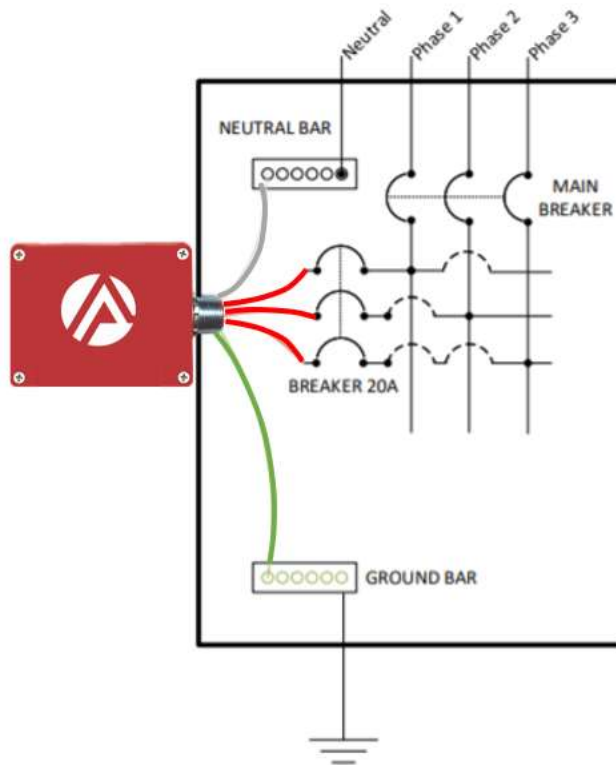 Neutral
Phase 1
Phase 2
Phase 3
NEUTRAL BAR
MAIN
BREAKER
BREAKER 20A
GROUND BAR